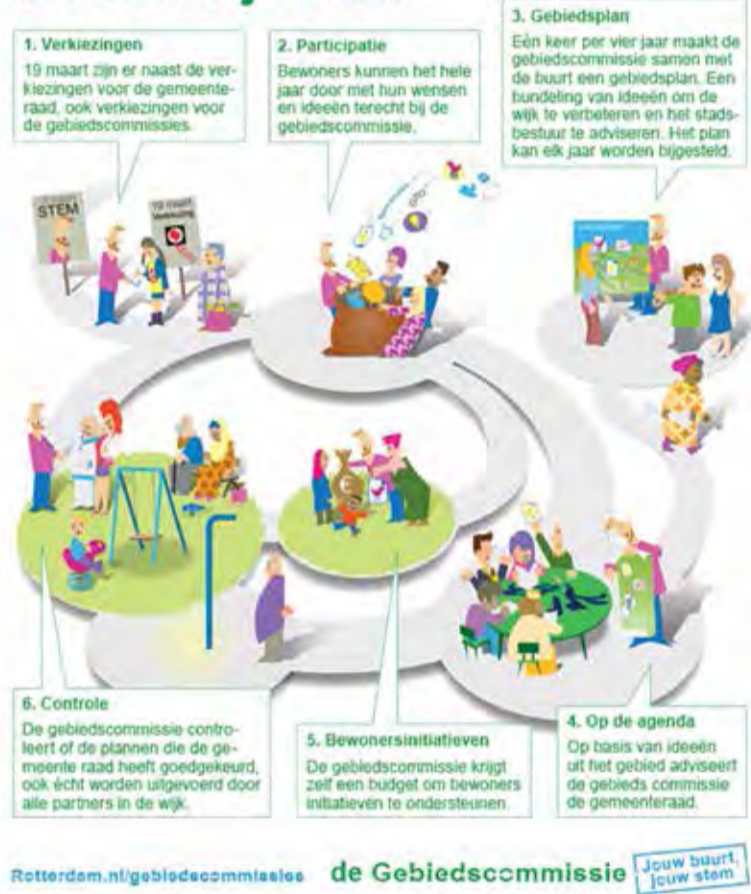 1. Verkiezingen
19 maart zijn er naast de ver-
kiezingen voor de gemeente-
raad, ook verkiezingen voor
de gebiedscommissies.
2. Participatie
Bewoners kunnen het hele
jaar door met hun wensen
en ideeën terecht bij de
gebiedscommissie.
3. Gebiedsplan
Eén keer per vier jaar maakt de
gebiedscommissie samen met
de buurt een gebiedsplan. Een
bundeling van ideeën om de
wijk te verbeteren en het stads-
bestuur te adviseren. Het plan
kan elk jaar worden bijgesteld.
STEM
19 maart
6. Controle
De gebiedscommissie contro-
leert of de plannen die de ge-
meente raad heeft goedgekeurd,
ook écht worden uitgevoerd door
alle partners in de wijk.
5. Bewonersinitiatieven
De gebiedscommissie krijgt
zelf een budget om bewoners
initiatieven te ondersteunen.
4. Op de agenda
Op basis van ideeën
uit het gebied adviseert
de gebieds commissie
de gemeenteraad.
Rotterdam.nl/gebiedscommissies
de Gebiedscommissie
Jouw buurt,
jouw stem